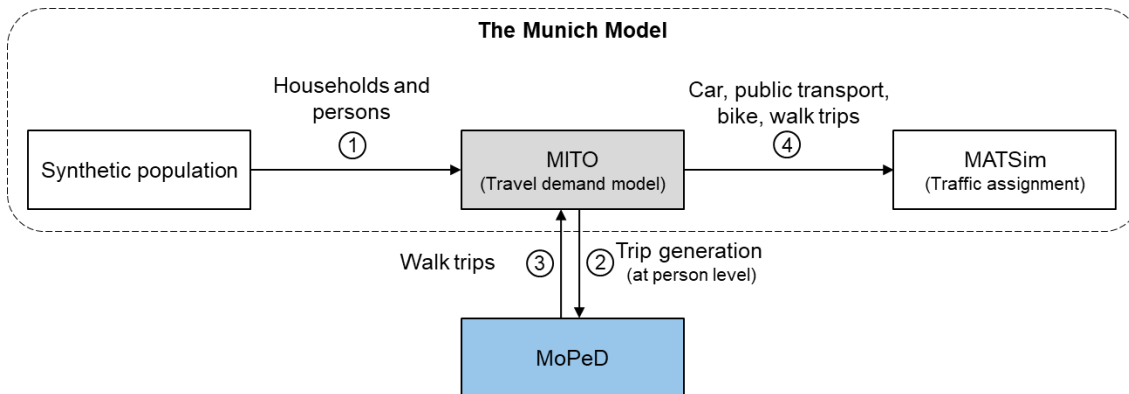 The Munich Model
Households and
persons
①
Car, public transport,
bike, walk trips
④
Synthetic population
MITO
(Travel demand model)
MATSim
(Traffic assignment)
Walk trips
③
②
Trip generation
(at person level)
MoPeD